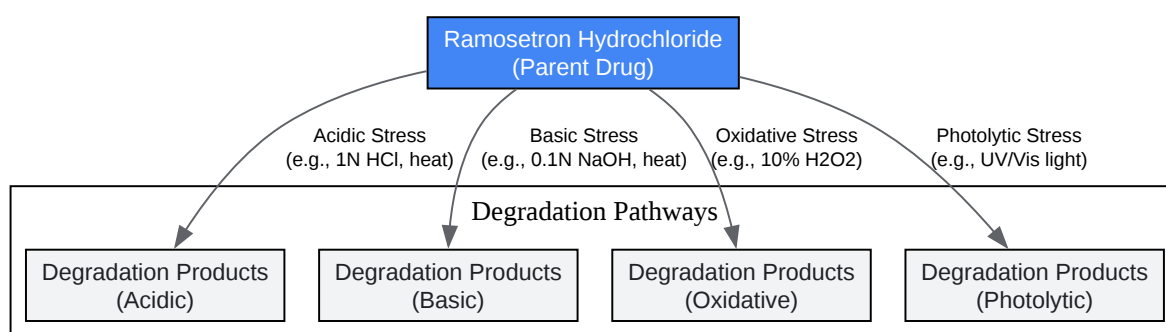 Ramosetron Hydrochloride
(Parent Drug)
Acidic Stress
(e.g., 1N HCl, heat)
Basic Stress
(e.g., 0.1N NaOH, heat)
Oxidative Stress
(e.g., 10% H2O2)
Photolytic Stress
(e.g., UV/Vis light)
Degradation Pathways
Degradation Products
(Acidic)
Degradation Products
(Basic)
Degradation Products
(Oxidative)
Degradation Products
(Photolytic)